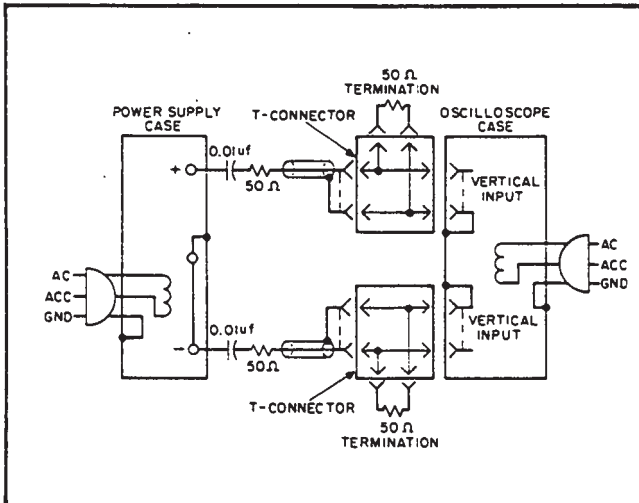 50 Ω
TERMINATION
T-CONNECTOR
POWER SUPPLY
CASE
OSCILLOSCOPE
CASE
0.01uf
+
50 Ω
VERTICAL
INPUT
AC
ACC
GND
AC
ACC
GND
0.01uf
-
50Ω
VERTICAL
INPUT
T-CONNECTOR
50 Ω
TERMINATION